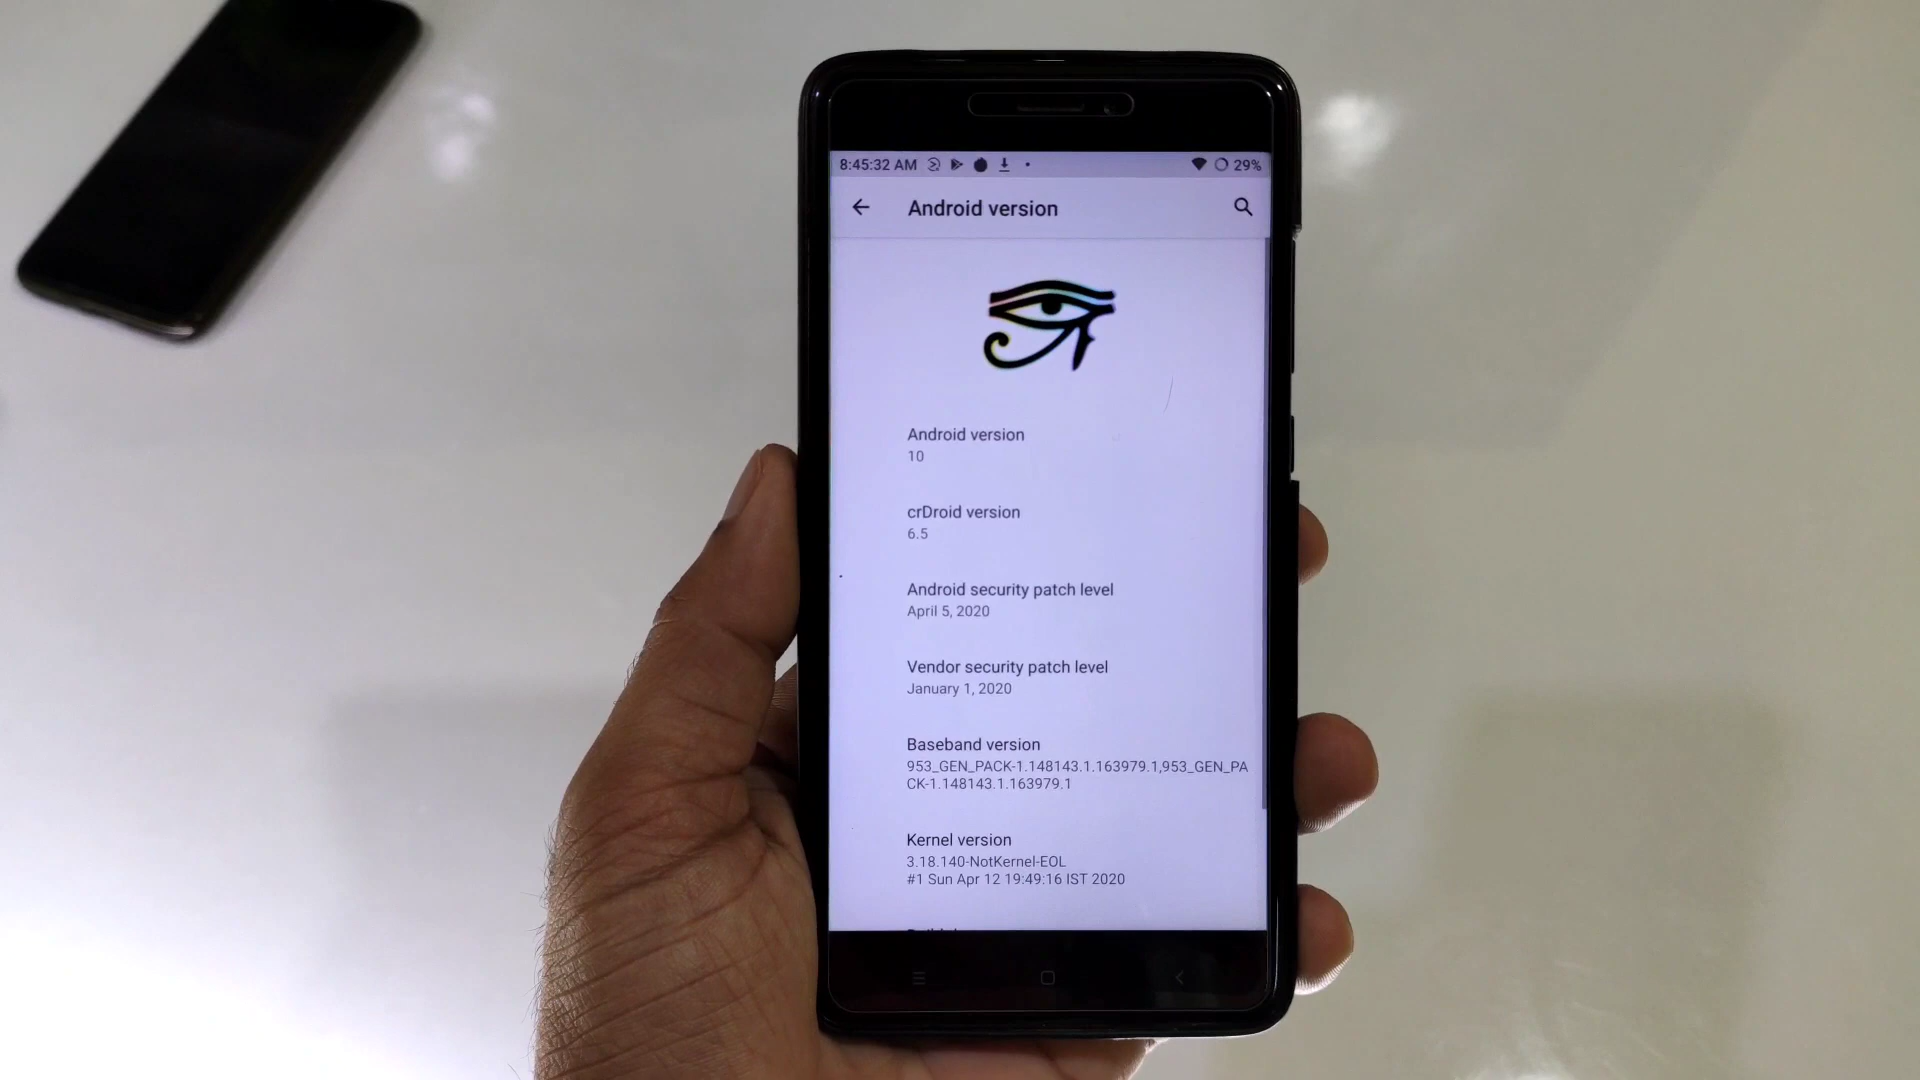 8:45:32 AM
29%
Android version
Android version
10
crDroid version
6.5
Android security patch level
April 5, 2020
Vendor security patch level
January 1, 2020
Baseband version
953_GEN_PACK-1.148143.1.163979.1,953_GEN_PA
CK-1.148143.1.163979.1
Kernel version
3.18.140-NotKernel-EOL
#1 Sun Apr 12 19:49:16 IST 2020